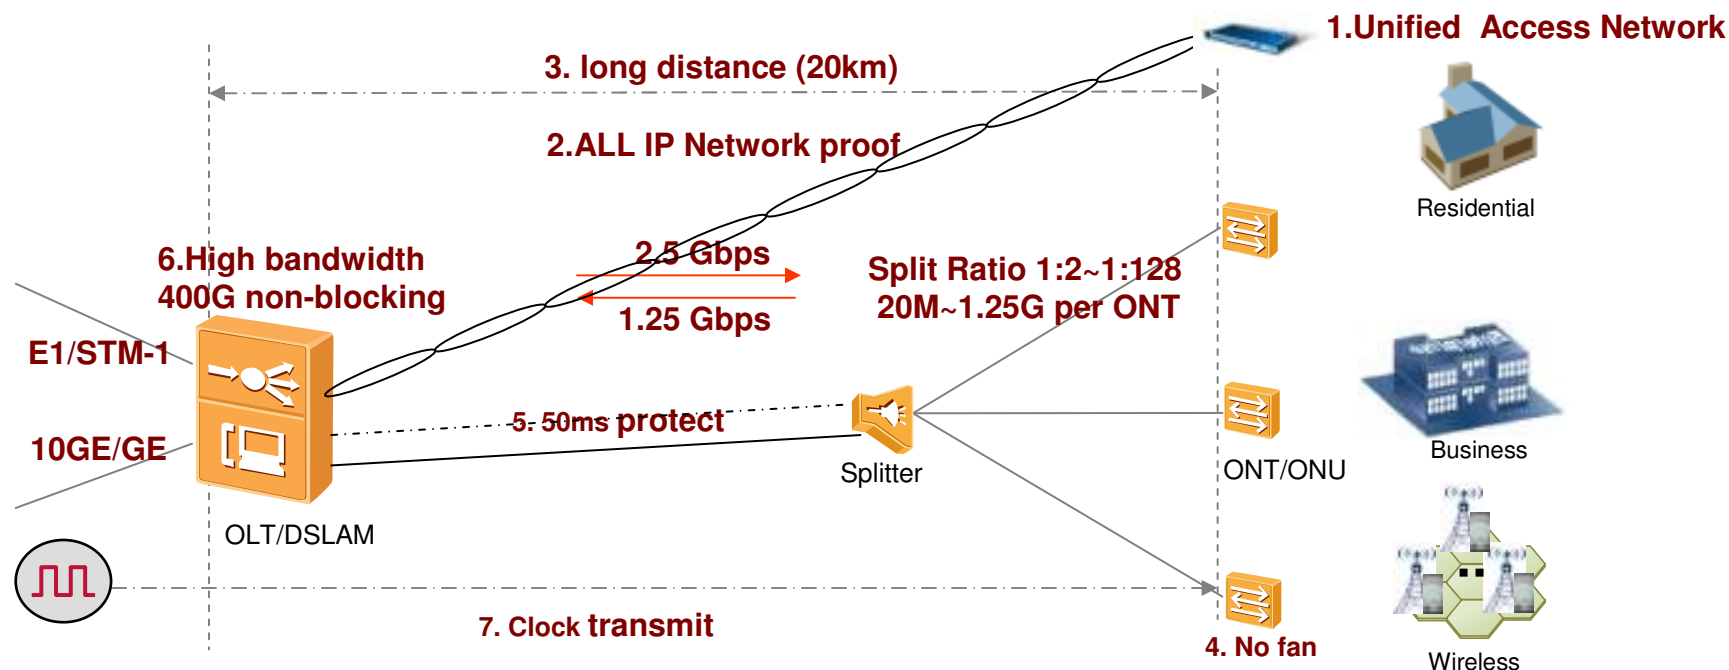 1.Unified Access Network
3. long distance (20km)
2.ALL IP Network proof
Residential
6.High bandwidth
400G non-blocking
2.5 Gbps
1.25 Gbps
Split Ratio 1:2~1:128
20M~1.25G per ONT
E1/STM-1
10GE/GE
5. 50ms protect
Splitter
ONT/ONU
Business
OLT/DSLAM
7. Clock transmit
4. No fan
Wireless